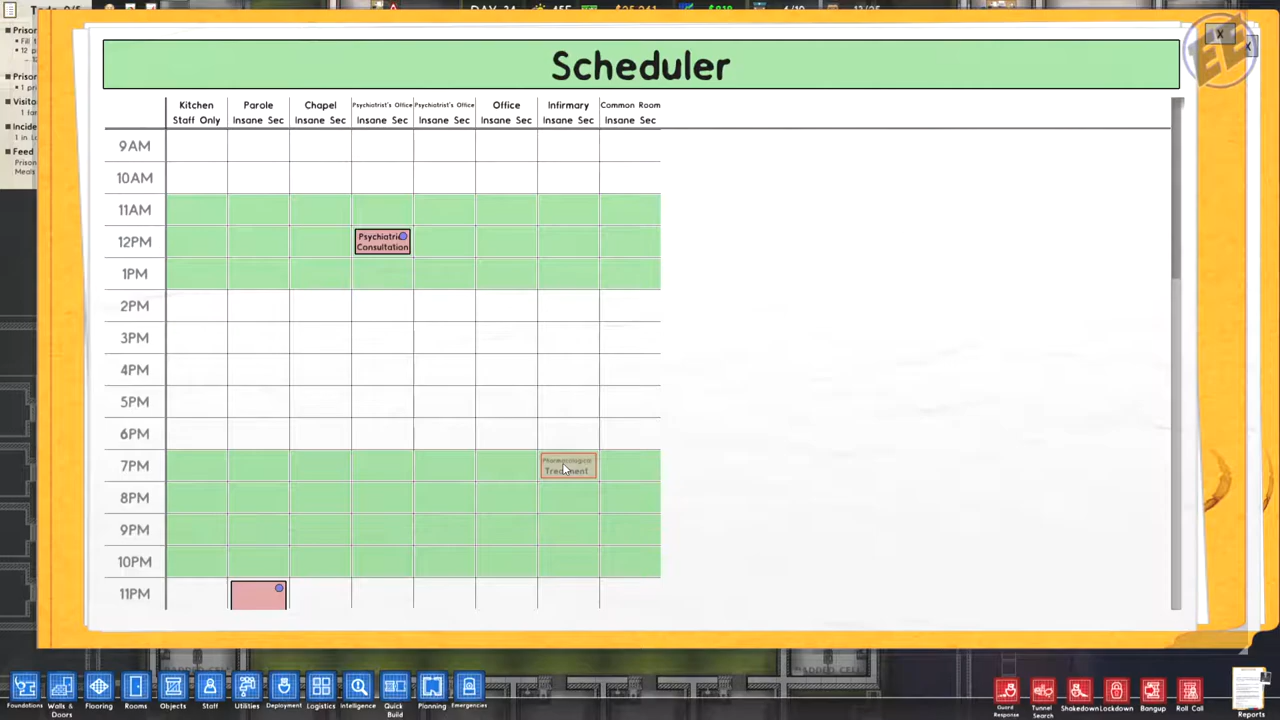 Scheduler
Kitchen
Staff Only
Parole
Insane Sec
Chapel
Insane Sec
Psychiatrist's Office
Insane Sec
Psychiatrist's Office
Insane Sec
Office
Insane Sec
Infirmary
Insane Sec
Common Room
Insane Sec
9AM
10AM
11AM
12PM
Psychiatric
Consultation
1PM
2PM
3PM
4PM
5PM
6PM
7PM
Pharmacological
Treatment
8PM
9PM
10PM
11PM
X
X
Foundations
Walls &
Doors
Flooring
Rooms
Objects
Staff
Utilities
Deployment
Logistics
Intelligence
Quick
Build
Planning
Emergencies
Guard
Response
Tunnel
Search
Shakedown
Lockdown
Bangup
Roll Call
Reports